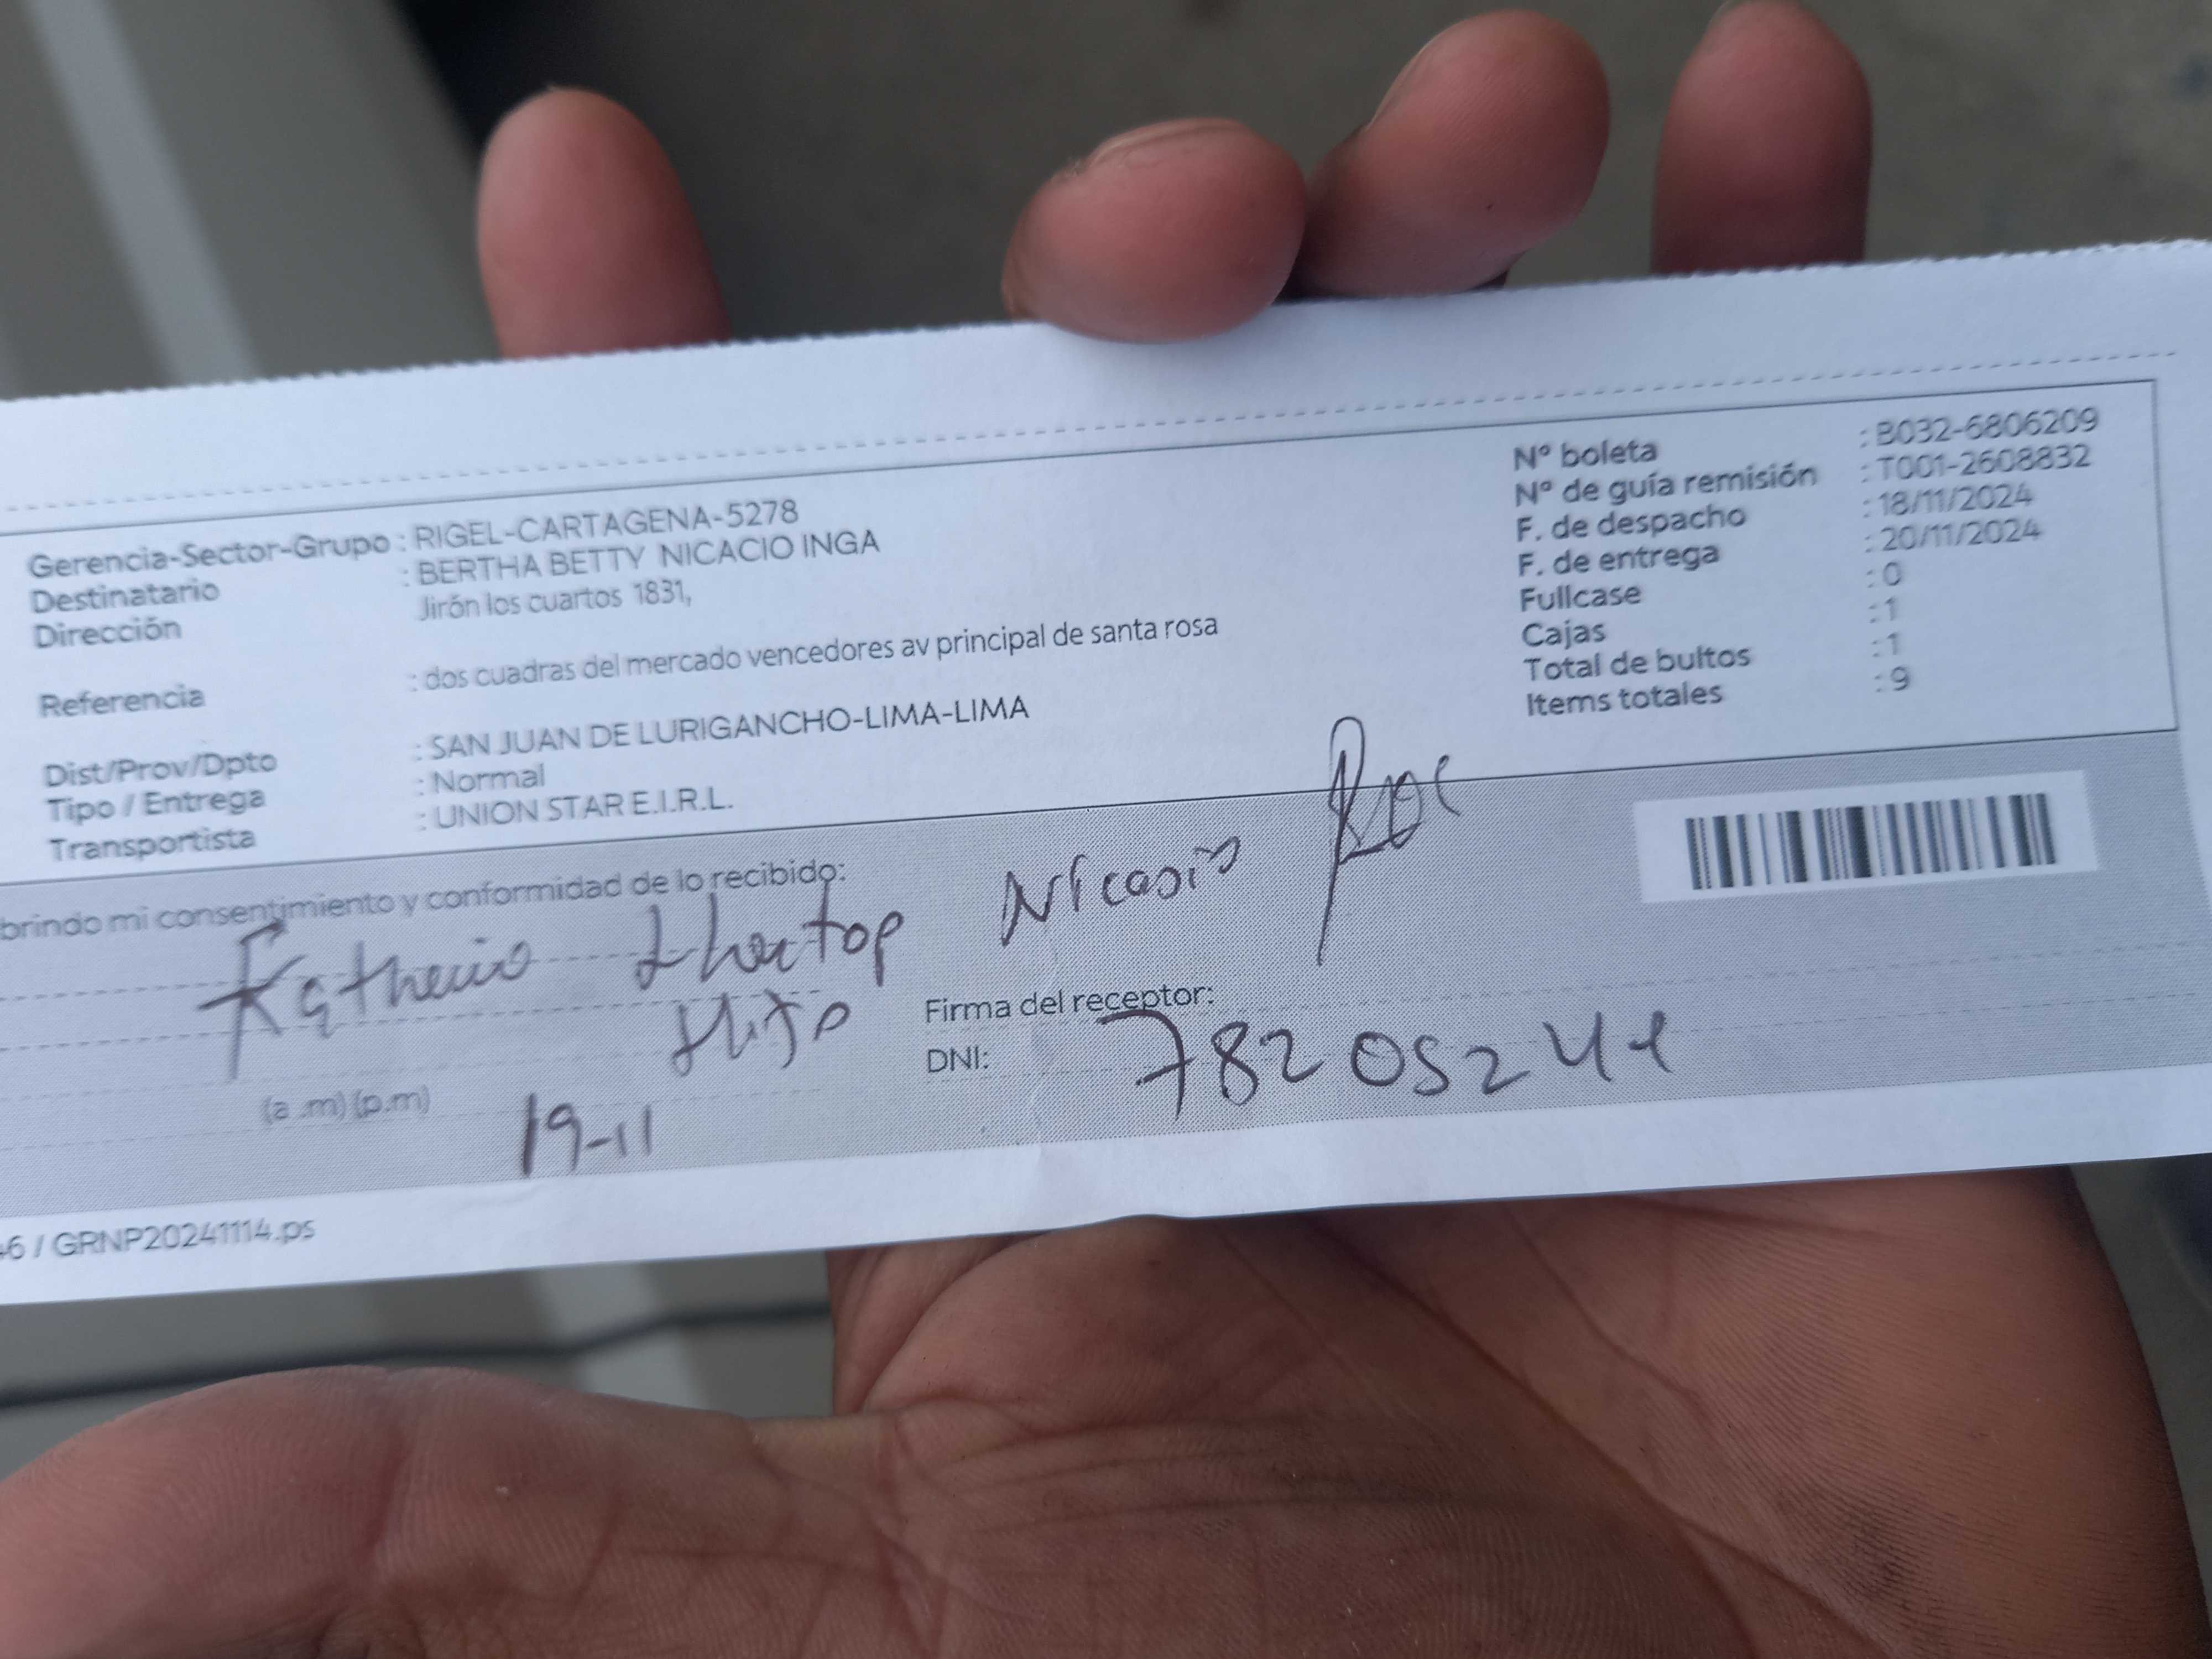 Gerencia-Sector-Grupo : RIGEL-CARTAGENA-5278
Destinatario : BERTHA BETTY NICACIO INGA
Dirección Jirón los cuartos 1831,
Referencia : dos cuadras del mercado vencedores av principal de santa rosa
Dist/Prov/Dpto : SAN JUAN DE LURIGANCHO-LIMA-LIMA
Tipo / Entrega : Normal
Transportista : UNION STAR E.I.R.L.
Nº boleta : B032-6806209
Nº de guía remisión : T001-2608832
F. de despacho : 18/11/2024
F. de entrega : 20/11/2024
Fullcase : 0
Cajas : 1
Total de bultos : 1
Items totales : 9
brindo mi consentimiento y conformidad de lo recibido:
Nicasio
Firma del receptor:
DNI: 78205241
(a .m) (p.m)
19-11
46 / GRNP20241114.ps